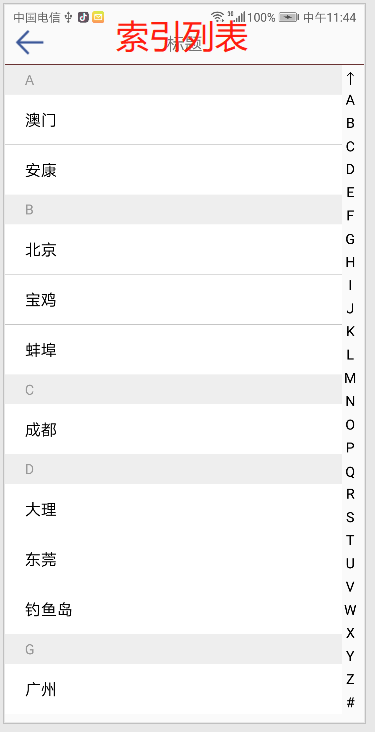 中国电信 100% 中午11:44
索引列表
标题
A
澳门
安康
B
北京
宝鸡
蚌埠
C
成都
D
大理
东莞
钓鱼岛
G
广州
↑
A
B
C
D
E
F
G
H
I
J
K
L
M
N
O
P
Q
R
S
T
U
V
W
X
Y
Z
#